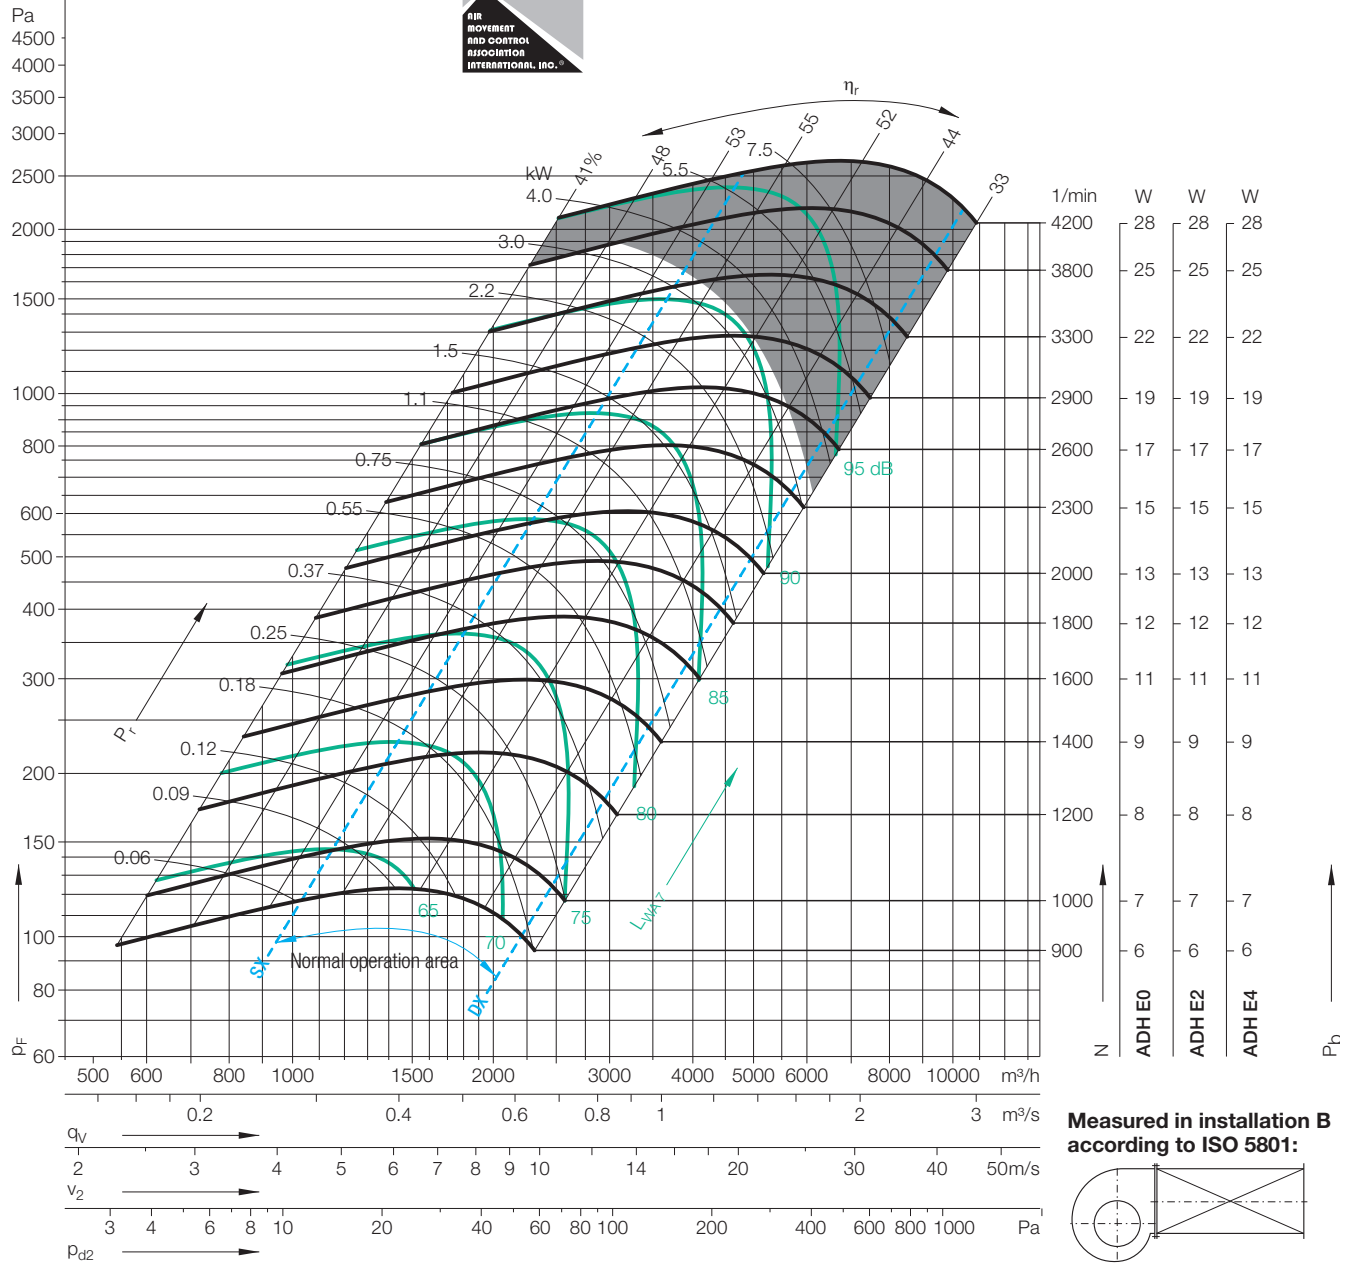 Pa
4500
4000
3500
3000
2500
2000
1500
1000
800
600
500
400
300
200
150
100
80
60
pF
AIR
MOVEMENT
AND CONTROL
ASSOCIATION
INTERNATIONAL, INC.®
ηr
41%
48
53
55
52
44
33
kW
7.5
5.5
4.0
3.0
2.2
1.5
1.1
0.75
0.55
0.37
0.25
0.18
0.12
0.09
0.06
Pr
95 dB
90
85
80
75
70
65
LWA 7
SX
Normal operation area
DX
1/min W W W
4200 28 28 28
3800 25 25 25
3300 22 22 22
2900 19 19 19
2600 17 17 17
2300 15 15 15
2000 13 13 13
1800 12 12 12
1600 11 11 11
1400 9 9 9
1200 8 8 8
1000 7 7 7
900 6 6 6
N
ADH E0
ADH E2
ADH E4
Pb
500 600 800 1000 1500 2000 3000 4000 5000 6000 8000 10000 m³/h
0.2 0.4 0.6 0.8 1 2 3 m³/s
qV
2 3 4 5 6 7 8 9 10 14 20 30 40 50m/s
v2
3 4 6 8 10 20 40 60 80 100 200 400 600 800 1000 Pa
pd2
Measured in installation B
according to ISO 5801: